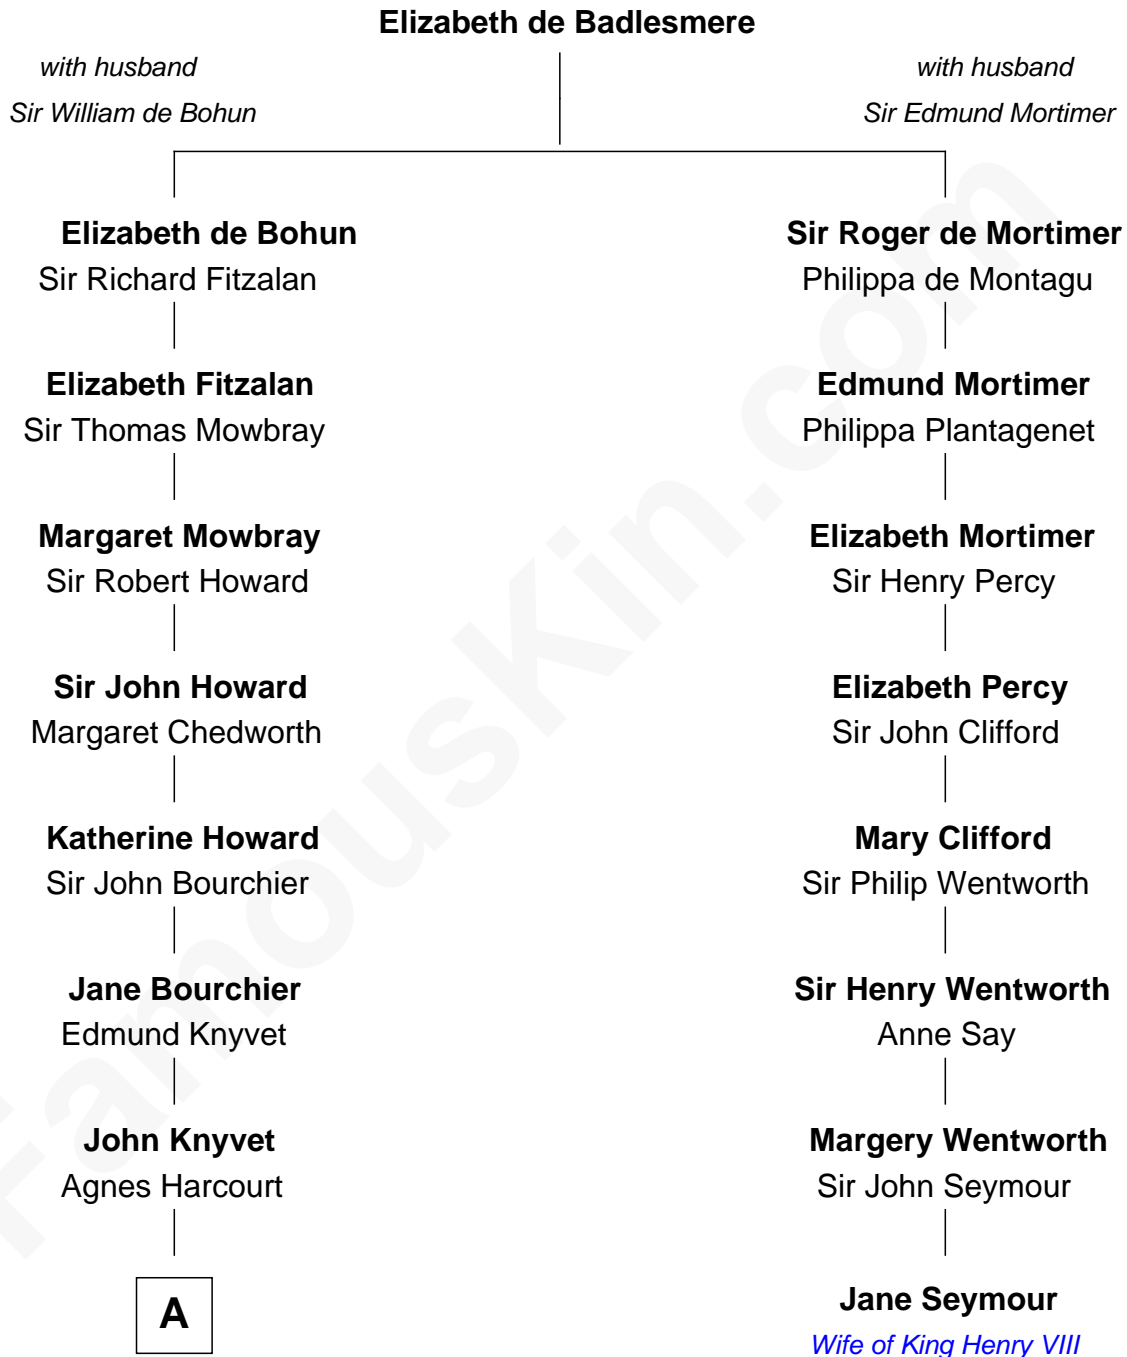 Elizabeth de Badlesmere
with husband
Sir William de Bohun
with husband
Sir Edmund Mortimer
Elizabeth de Bohun
Sir Richard Fitzalan
Elizabeth Fitzalan
Sir Thomas Mowbray
Margaret Mowbray
Sir Robert Howard
Sir John Howard
Margaret Chedworth
Katherine Howard
Sir John Bourchier
Jane Bourchier
Edmund Knyvet
John Knyvet
Agnes Harcourt
A
Sir Roger de Mortimer
Philippa de Montagu
Edmund Mortimer
Philippa Plantagenet
Elizabeth Mortimer
Sir Henry Percy
Elizabeth Percy
Sir John Clifford
Mary Clifford
Sir Philip Wentworth
Sir Henry Wentworth
Anne Say
Margery Wentworth
Sir John Seymour
Jane Seymour
Wife of King Henry VIII
FamousKin.com